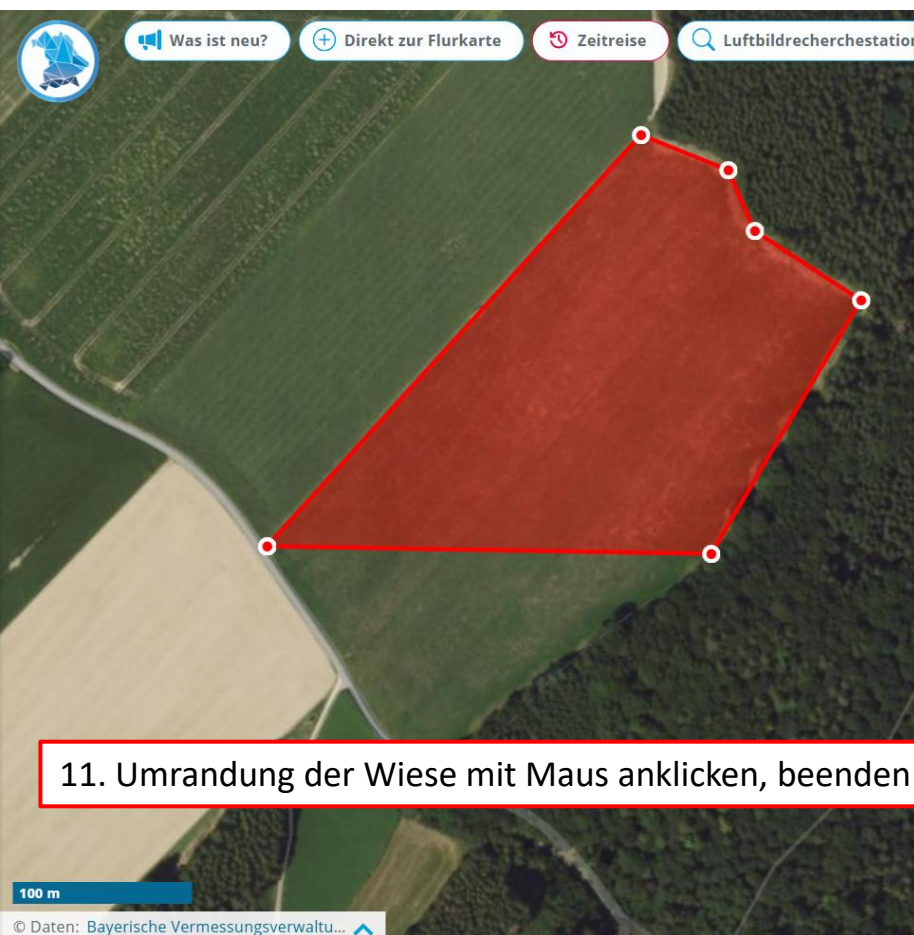 Was ist neu?
Direkt zur Flurkarte
Zeitreise
Luftbildrecherchestation
11. Umrandung der Wiese mit Maus anklicken, beenden
100 m
© Daten: Bayerische Vermessungsverwaltu...